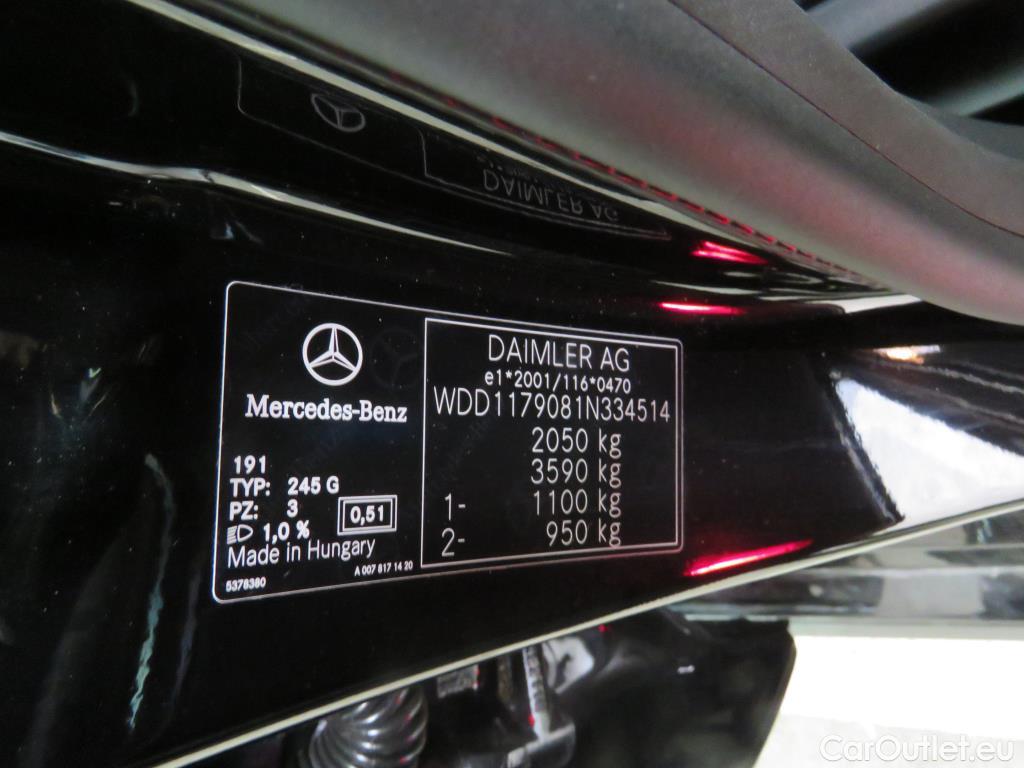 DAIMLER AG
Mercedes-Benz
191
TYP: 245 G
PZ: 3
1,0 %
0,51
Made in Hungary
5378380
A 007 817 14 20
DAIMLER AG
e1*2001/116*0470
WDD1179081N334514
2050 kg
3590 kg
1- 1100 kg
2- 950 kg
CarOutlet.eu